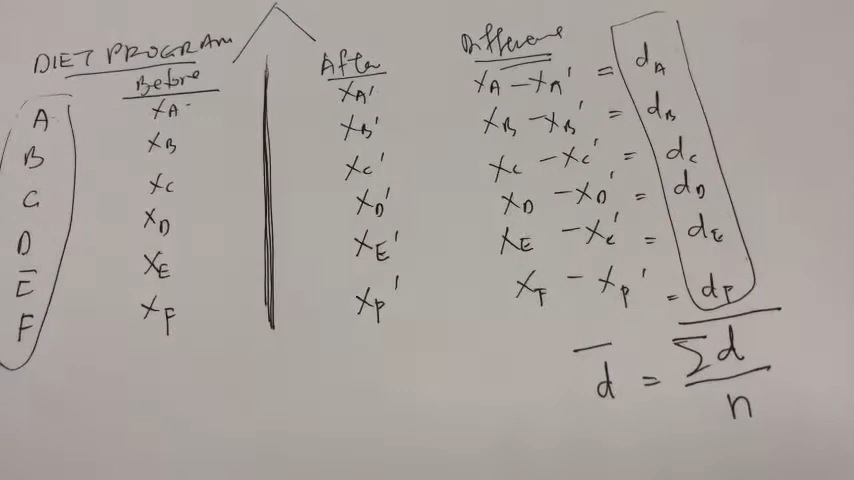 DIET PROGRAM
Before After Difference
A X_A X_A' X_A - X_A' = d_A
B X_B X_B' X_B - X_B' = d_B
C X_C X_C' X_C - X_C' = d_C
D X_D X_D' X_D - X_D' = d_D
E X_E X_E' X_E - X_E' = d_E
F X_F X_F' X_F - X_F' = d_F
d̄ = Σd / n